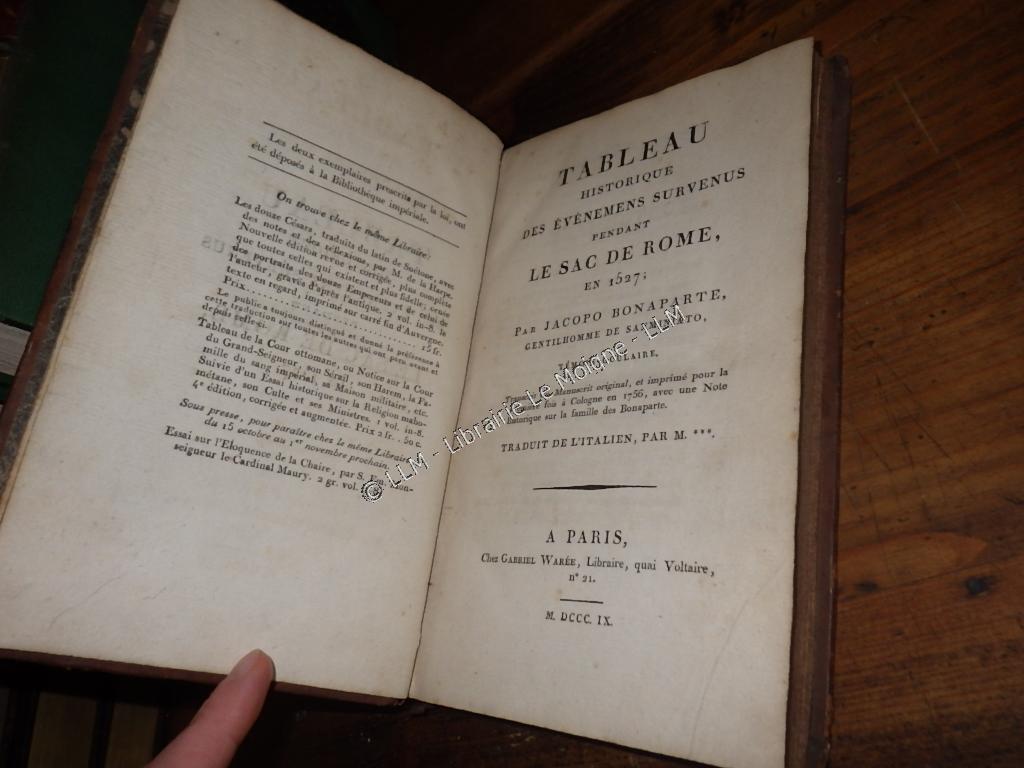 Les deux exemplaires prescrits par la loi, ont
été déposés à la Bibliothèque impériale.
On trouve chez le même Libraire:
Les douze Césars, traduits du latin de Suétone, avec
des notes et des réflexions, par M. de la Harpe.
Nouvelle édition revue et corrigée, plus complète
que toutes celles qui existent et plus fidelle; ornée
des portraits des douze Empereurs et de celui de
l'auteur, gravés d'après l'antique. 2 vol. in-8. le
texte en regard, imprimé sur carré fin d'Auvergne.
Prix........ 15 fr.
Le public a toujours distingué et donné la préférence à
cette traduction sur toutes les autres qui ont paru avant et
depuis celle-ci.
Tableau de la Cour ottomane, ou Notice sur la Cour
du Grand-Seigneur, son Sérail, son Harem, la Fa-
mille du sang impérial, sa Maison militaire, etc.
Suivie d'un Essai historique sur la Religion maho-
métane, son Culte et ses Ministres. 1 vol. in-8.
4e édition, corrigée et augmentée. Prix 2 fr. 50 c.
Sous presse, pour paraître chez le même Libraire,
du 15 octobre au 1er novembre prochain.
Essai sur l'Eloquence de la Chaire, par S. Em. Mon-
seigneur le Cardinal Maury. 2 gr. vol.
TABLEAU
HISTORIQUE
DES ÉVÈNEMENS SURVENUS
PENDANT
LE SAC DE ROME,
EN 1527;
PAR JACOPO BONAPARTE,
GENTILHOMME DE SAMMINIATO,
TÉMOIN OCULAIRE.
Manuscrit original, et imprimé pour la
fois à Cologne en 1756, avec une Note
historique sur la famille des Bonaparte.
TRADUIT DE L'ITALIEN, PAR M. ***.
A PARIS,
Chez GABRIEL WARÉE, Libraire, quai Voltaire,
n° 21.
M. DCCC. IX.
© LLM - Librairie Le Moigne - LLM